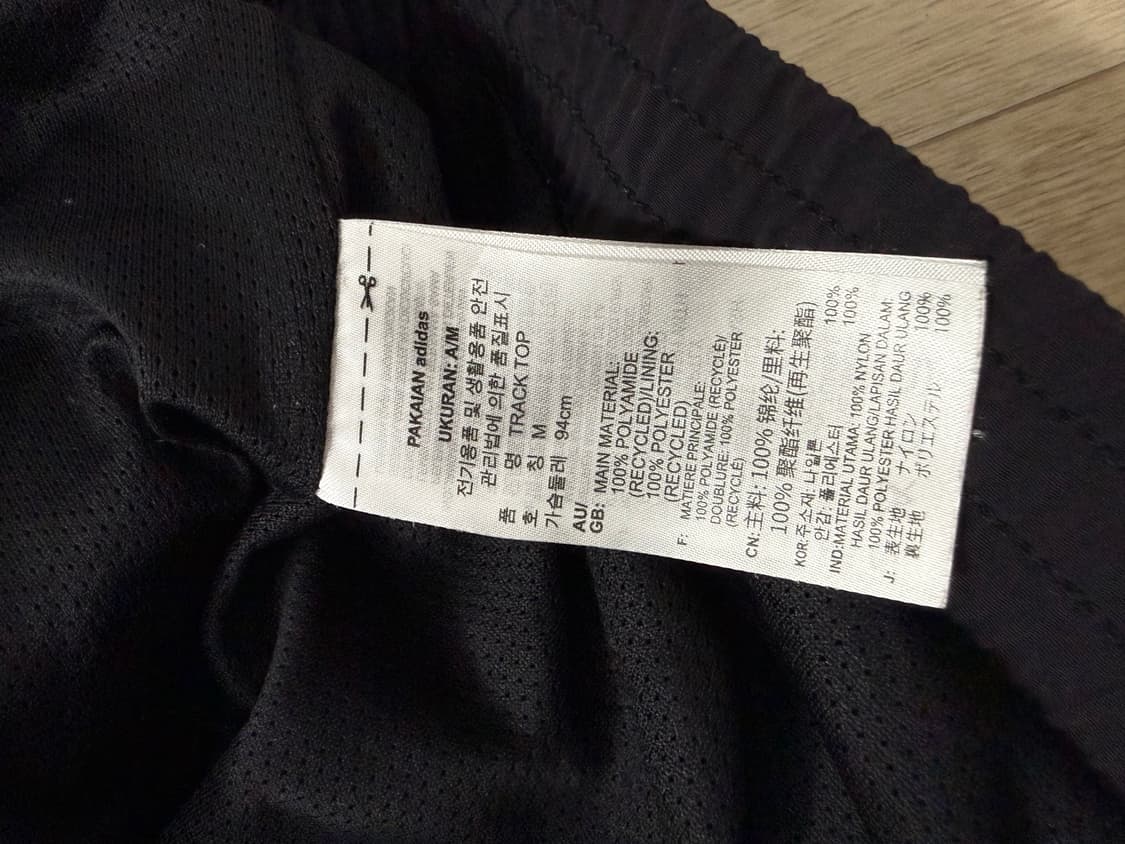 PAKAIAN adidas
UKURAN: A/M
전기용품 및 생활용품 안전
관리법에 의한 품질표시
품 명 TRACK TOP
호 칭 M
가슴둘레 94cm
AU/
GB: MAIN MATERIAL:
100% POLYAMIDE
(RECYCLED)/LINING:
100% POLYESTER
(RECYCLED)
F: MATIERE PRINCIPALE:
100% POLYAMIDE (RECYCLE)/
DOUBLURE: 100% POLYESTER
(RECYCLE)
CN: 主料: 100% 锦纶/里料:
100% 聚酯纤维(再生聚酯)
KOR: 주소재 나일론 100%
안감 폴리에스터 100%
IND: MATERIAL UTAMA: 100% NYLON
HASIL DAUR ULANG/LAPISAN DALAM:
100% POLYESTER HASIL DAUR ULANG
J: 表生地 ナイロン 100%
裏生地 ポリエステル 100%